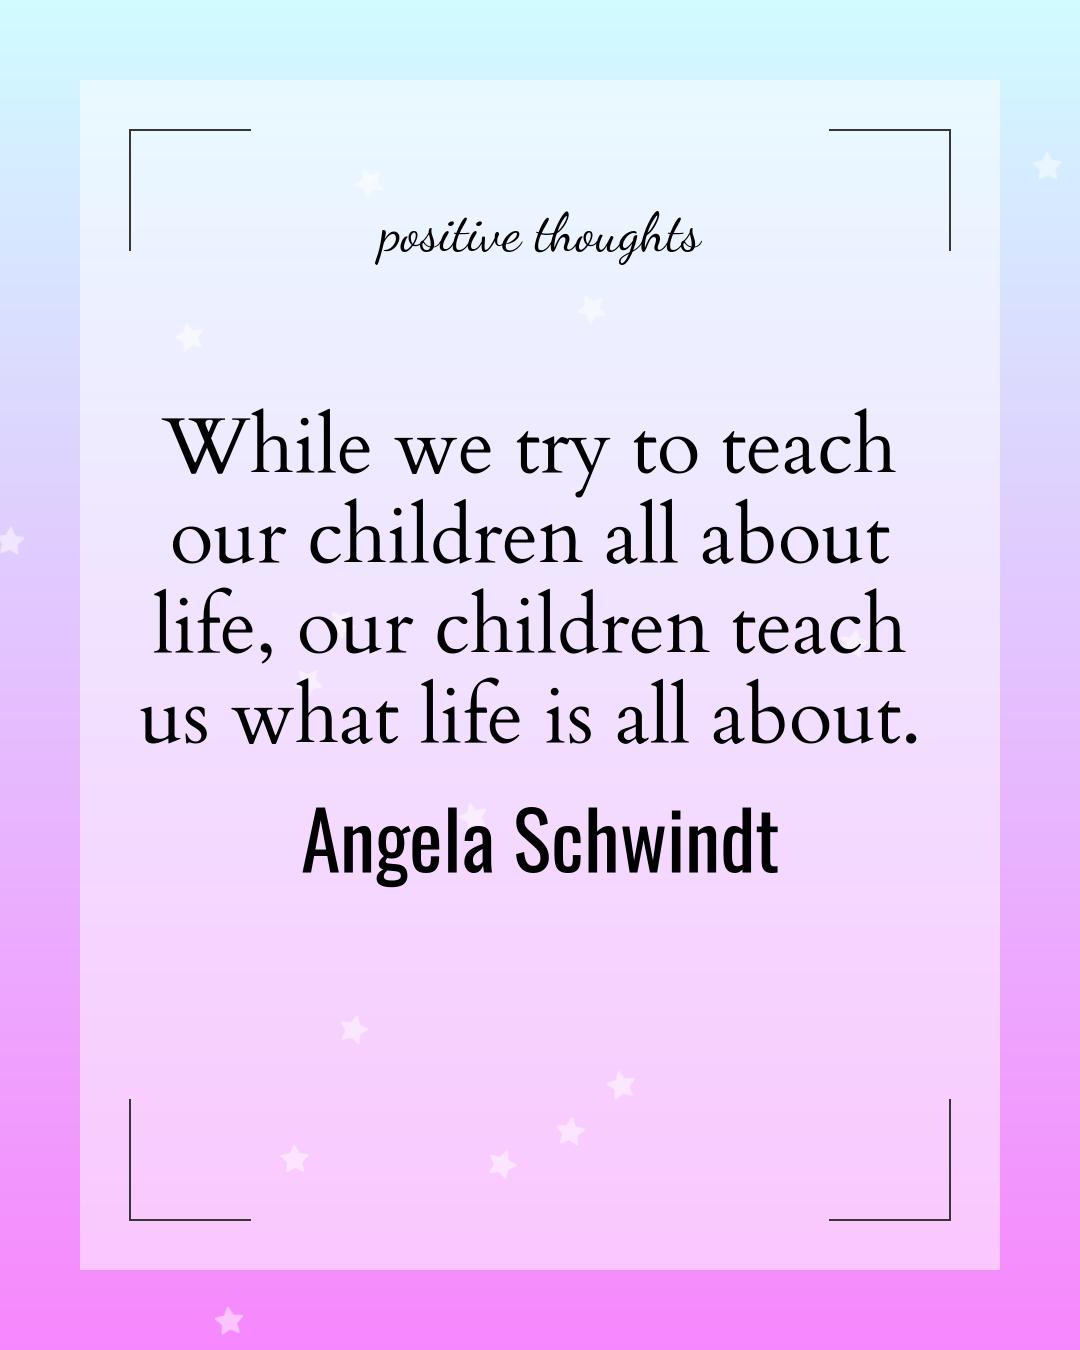 positive thoughts
While we try to teach
our children all about
life, our children teach
us what life is all about.
Angela Schwindt